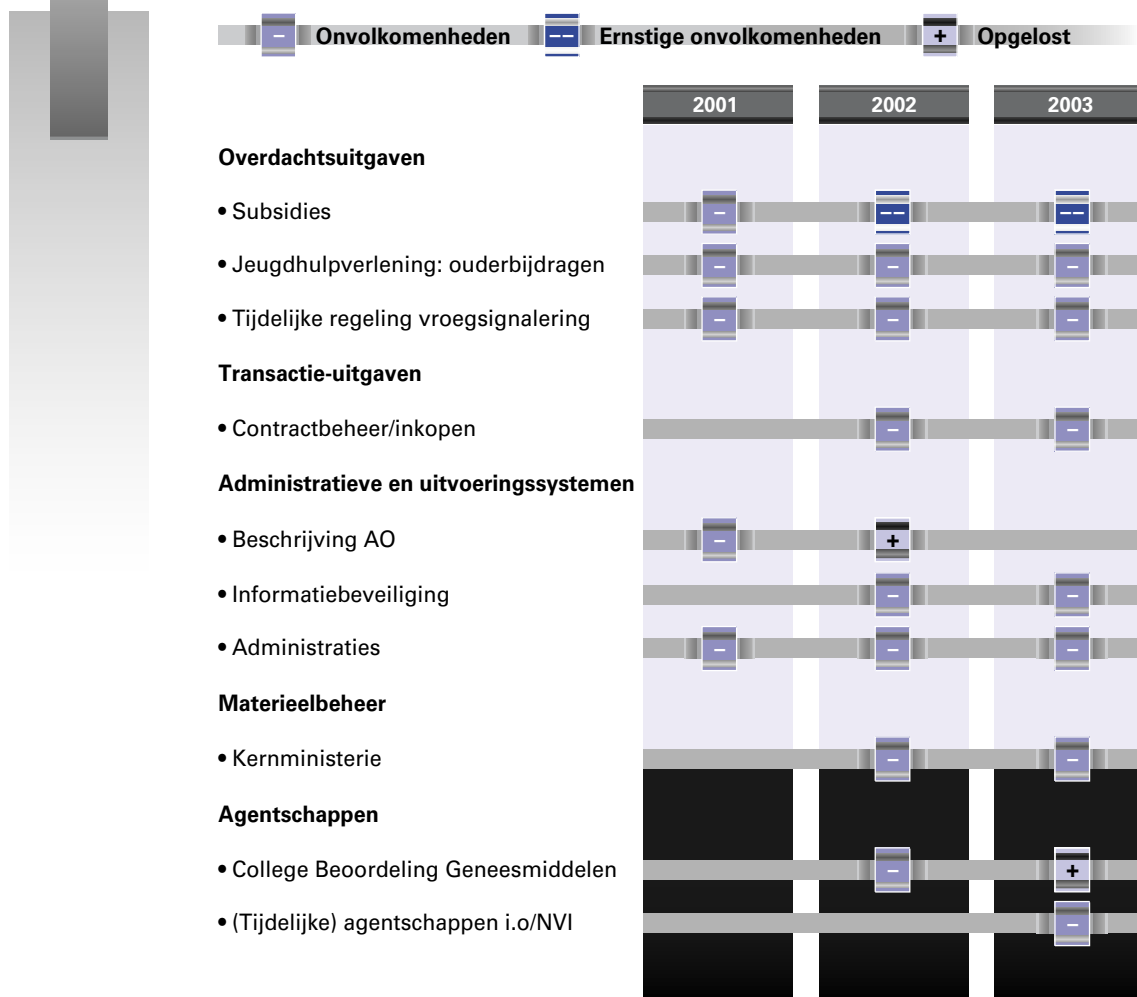 – Onvolkomenheden –– Ernstige onvolkomenheden + Opgelost
2001 2002 2003
Overdachtsuitgaven
• Subsidies – –– ––
• Jeugdhulpverlening: ouderbijdragen – – –
• Tijdelijke regeling vroegsignalering – – –
Transactie-uitgaven
• Contractbeheer/inkopen – –
Administratieve en uitvoeringssystemen
• Beschrijving AO – +
• Informatiebeveiliging – –
• Administraties – – –
Materieelbeheer
• Kernministerie – –
Agentschappen
• College Beoordeling Geneesmiddelen – +
• (Tijdelijke) agentschappen i.o/NVI –